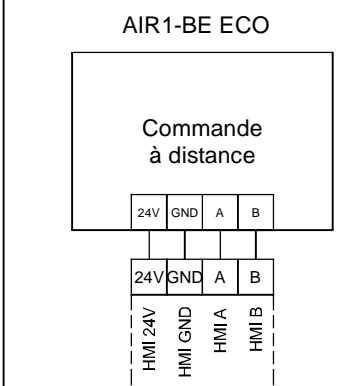 AIR1-BE ECO
Commande
à distance
24V GND A B
24V GND A B
HMI 24V
HMI GND
HMI A
HMI B